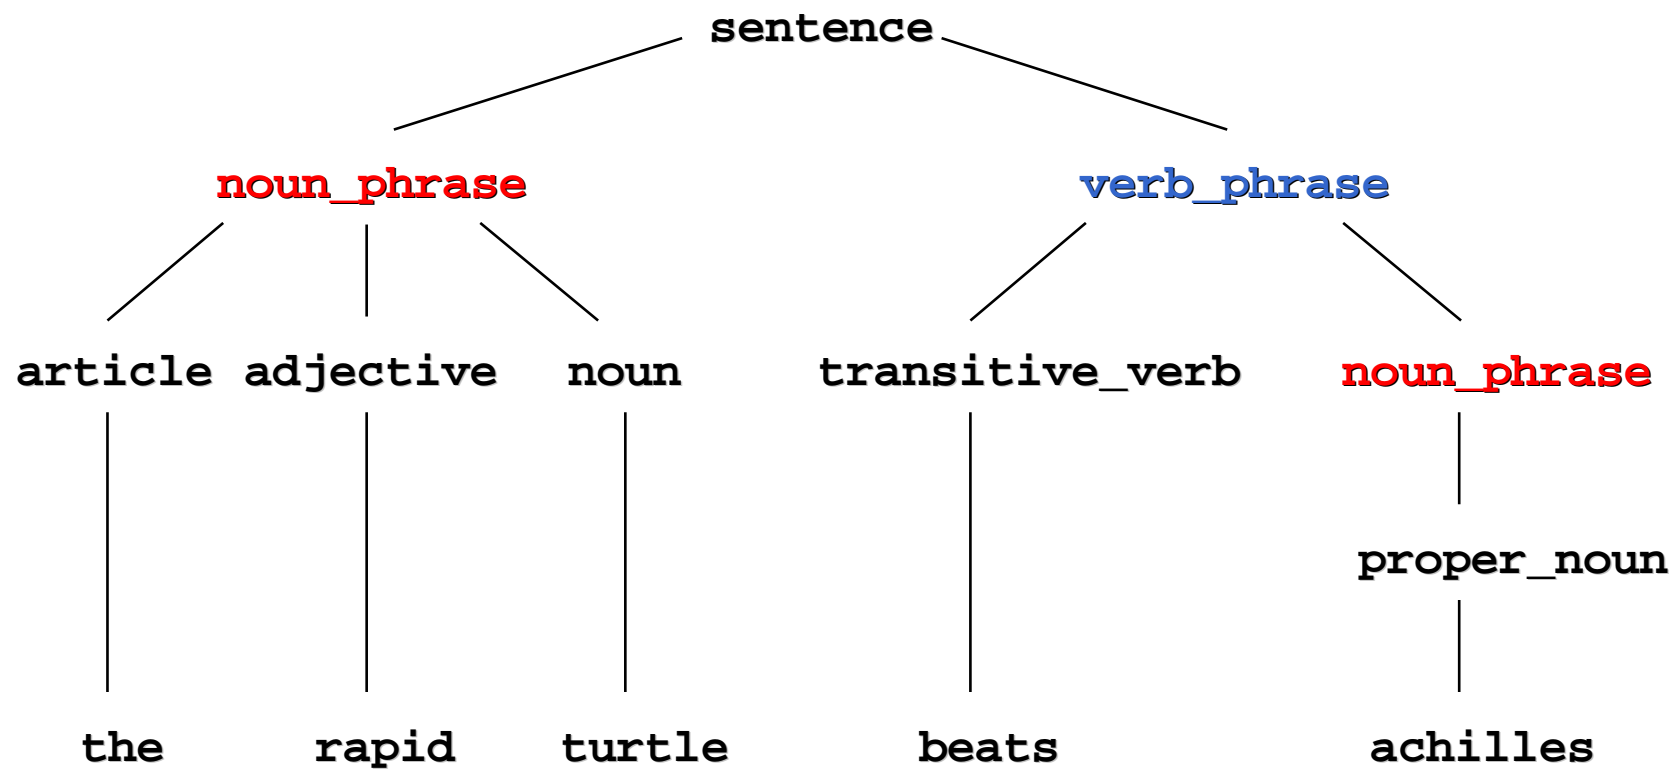 sentence
noun_phrase verb_phrase
article adjective noun transitive_verb noun_phrase
proper_noun
the rapid turtle beats achilles